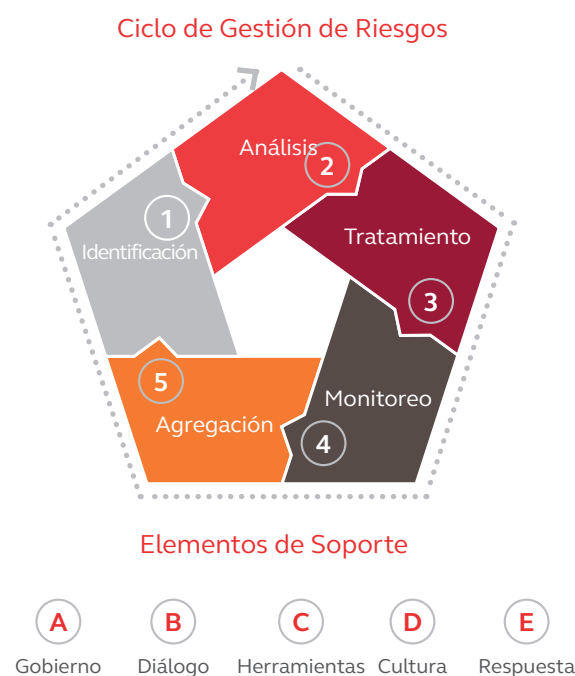 Ciclo de Gestión de Riesgos
Análisis
2
1
Identificación
Tratamiento
3
5
Agregación
Monitoreo
4
Elementos de Soporte
A B C D E
Gobierno Diálogo Herramientas Cultura Respuesta